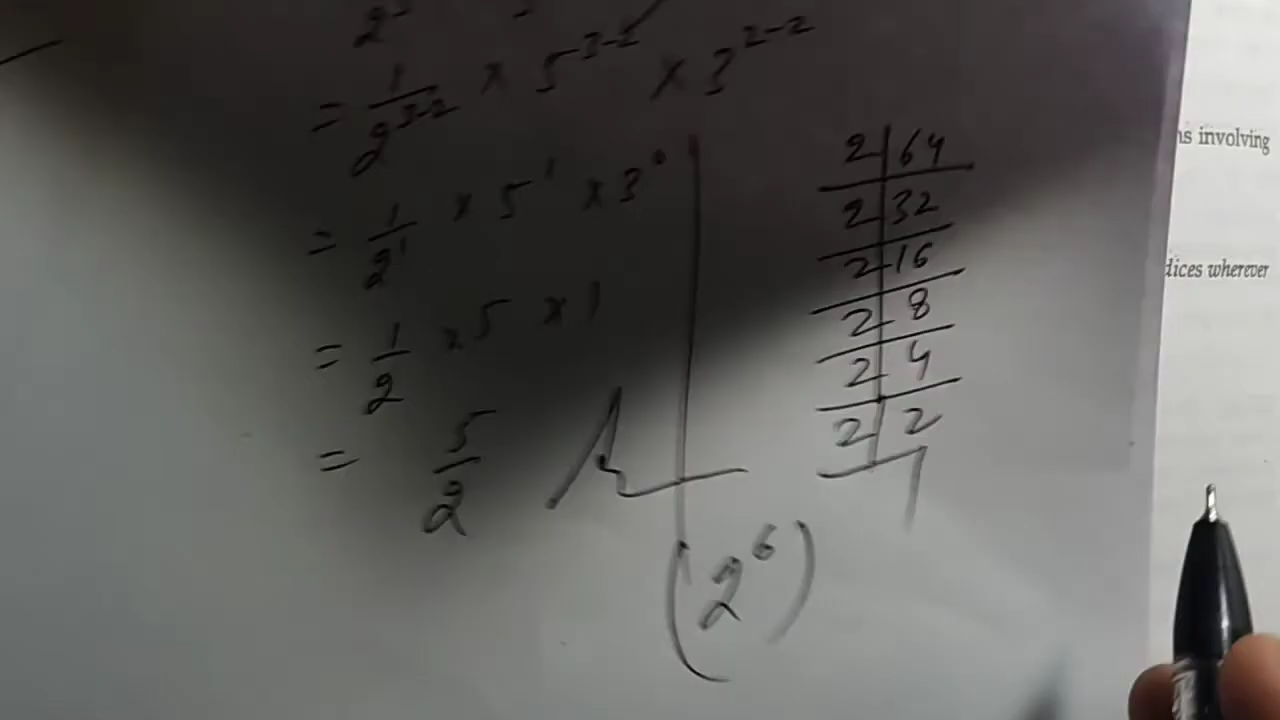 = 1/2^{3-2} × 5^{3-2} × 3^{2-2}
= 1/2^1 × 5^1 × 3^0
= 1/2 × 5 × 1
= 5/2
2 | 64
2 | 32
2 | 16
2 | 8
2 | 4
2 | 2
1
(2^6)
ns involving
dices wherever